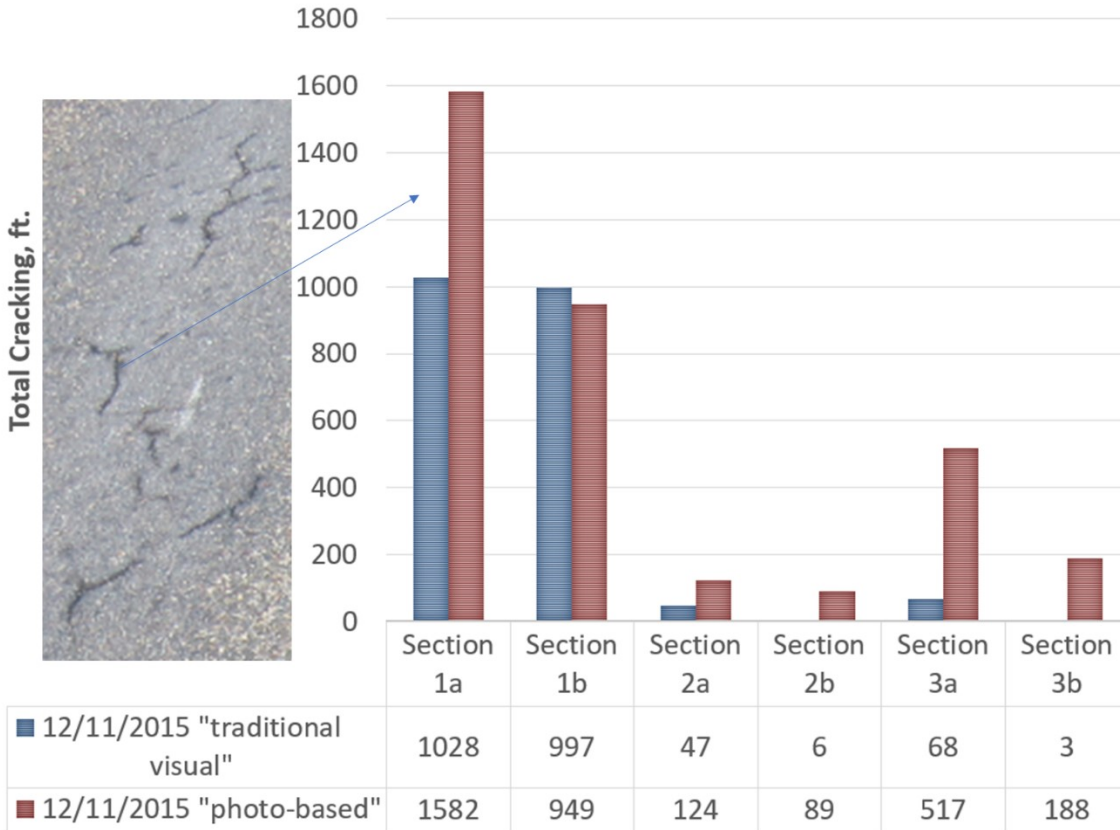 Total Cracking, ft.
1800
1600
1400
1200
1000
800
600
400
200
0
Section 1a
Section 1b
Section 2a
Section 2b
Section 3a
Section 3b
12/11/2015 "traditional
visual"
1028 997 47 6 68 3
12/11/2015 "photo-based" 1582 949 124 89 517 188